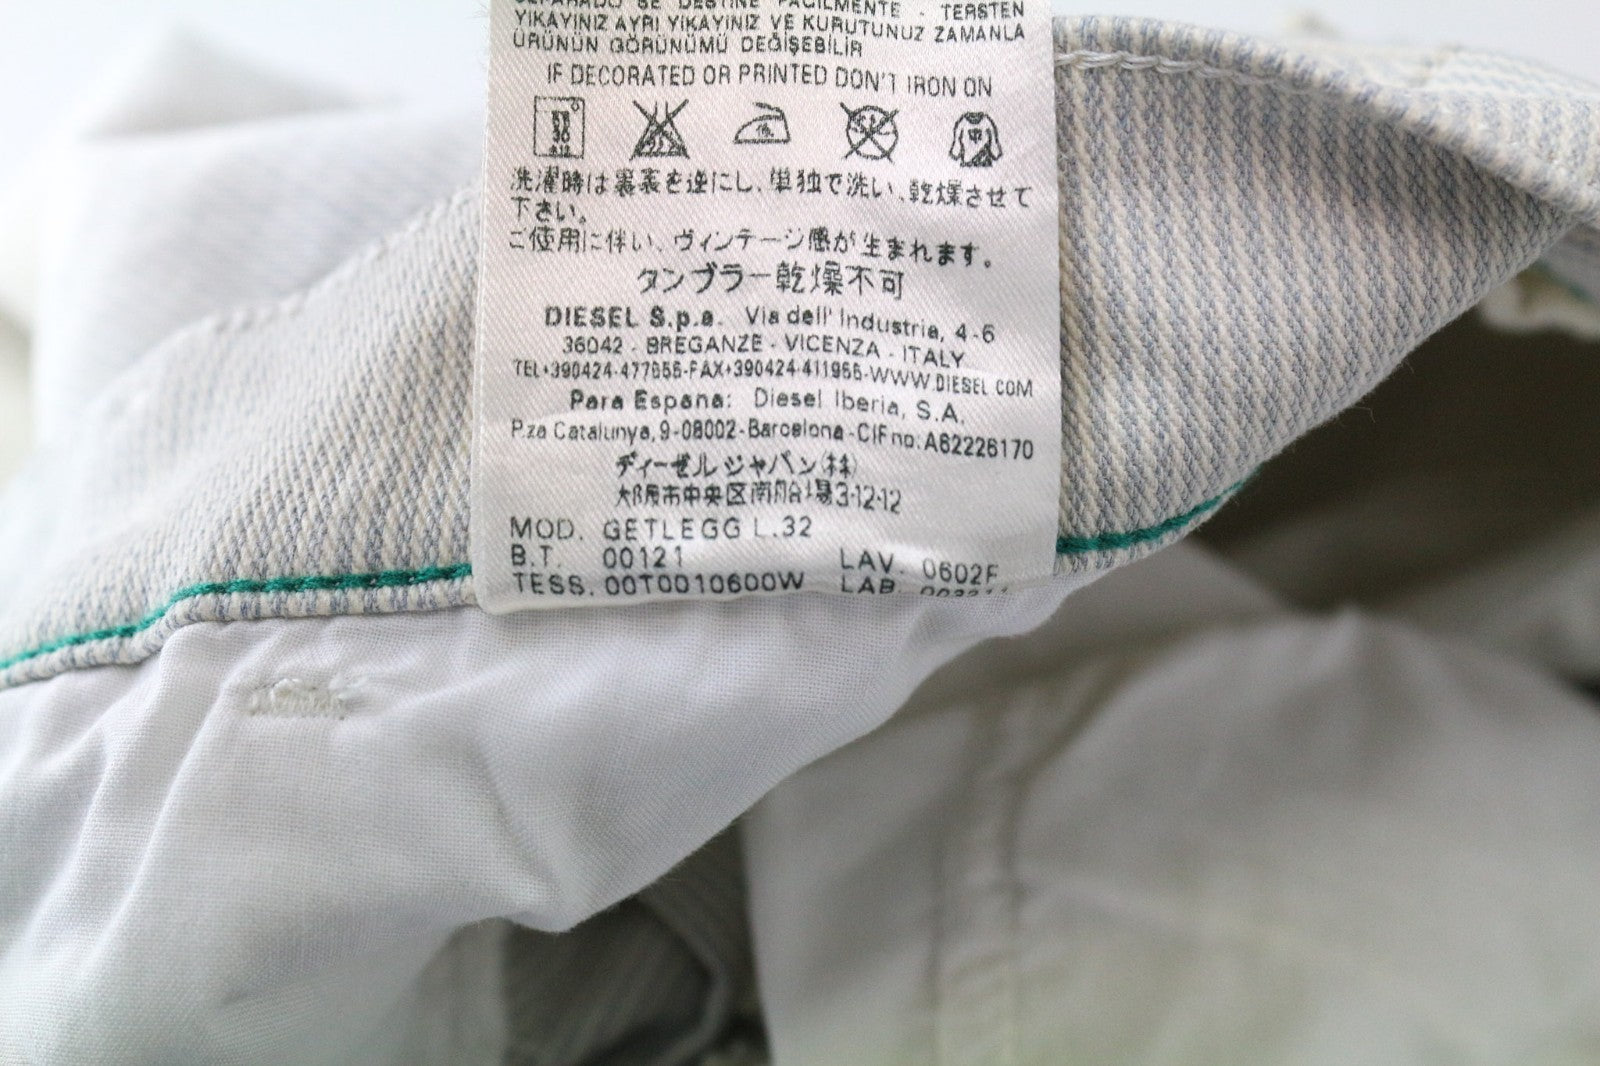 SEPARADO SE DESTIÑE FACILMENTE - TERSTEN
YIKAYINIZ AYRI YIKAYINIZ VE KURUTUNUZ ZAMANLA
ÜRÜNÜN GÖRÜNÜMÜ DEĞİŞEBİLİR
IF DECORATED OR PRINTED DON'T IRON ON
洗濯時は裏表を逆にし、単独で洗い、乾燥させて
下さい。
ご使用に伴い、ヴィンテージ感が生まれます。
タンブラー乾燥不可
DIESEL S.p.a. Via dell' Industria, 4-6
36042 - BREGANZE - VICENZA - ITALY
TEL+390424-477555-FAX+390424-411955-WWW.DIESEL.COM
Para Espana: Diesel Iberia, S.A.
P.za Catalunya, 9-08002-Barcelona-CIF no: A62226170
ディーゼルジャパン(株)
大阪市中央区南船場3-12-12
MOD. GETLEGG L.32
B.T. 00121 LAV. 0602F
TESS. 00T0010600W LAB.